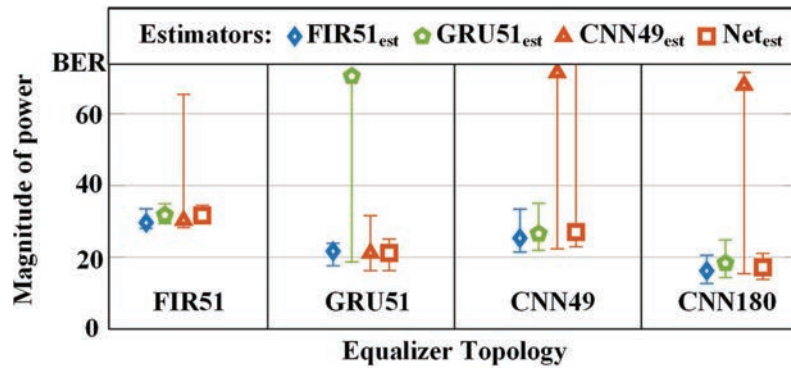 Estimators: FIR51est GRU51est CNN49est Netest
BER
60
40
20
0
Magnitude of power
FIR51 GRU51 CNN49 CNN180
Equalizer Topology